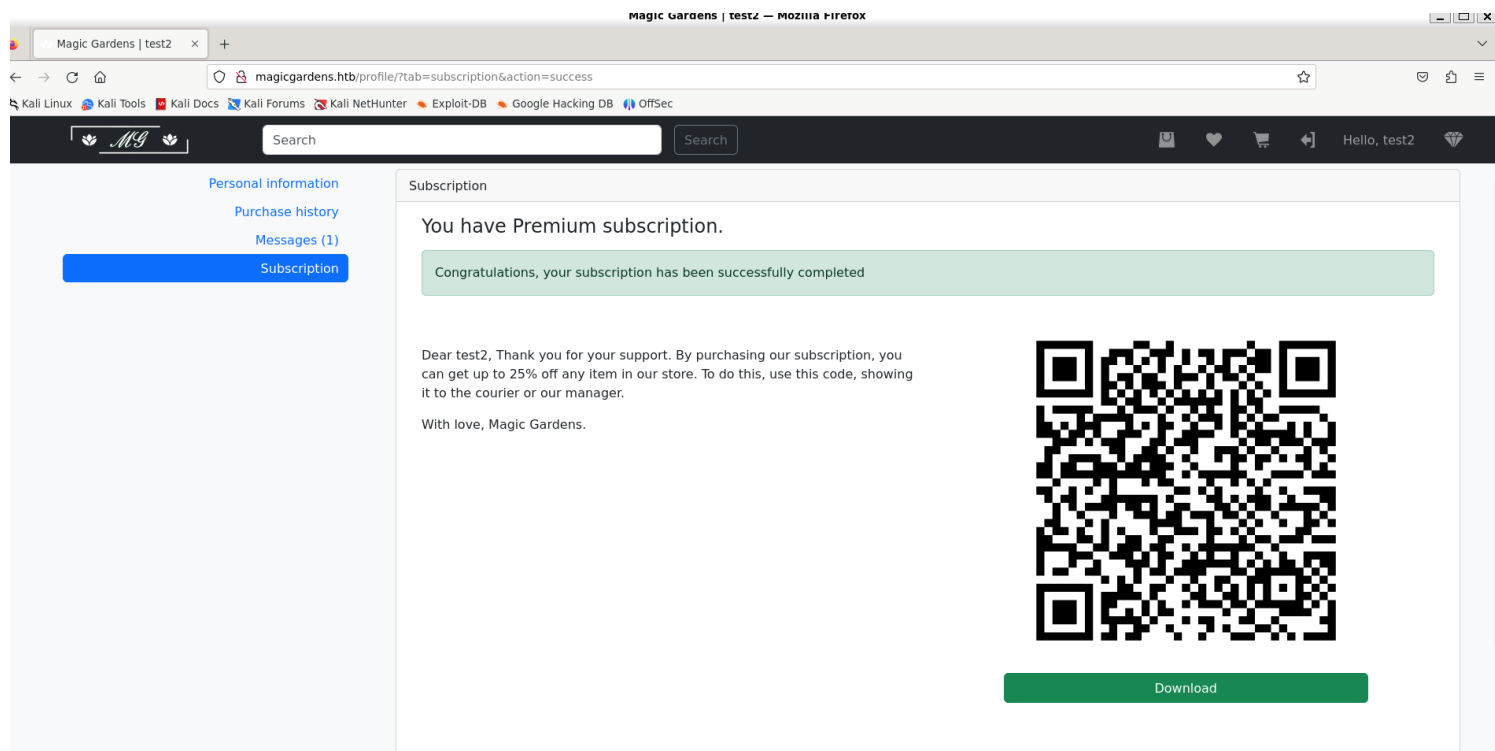 Magic Gardens | test2 — Mozilla Firefox
Magic Gardens | test2 × +
magicgardens.htb/profile/?tab=subscription&action=success
Kali Linux Kali Tools Kali Docs Kali Forums Kali NetHunter Exploit-DB Google Hacking DB OffSec
MG Search Search Hello, test2
Personal information
Purchase history
Messages (1)
Subscription
Subscription
You have Premium subscription.
Congratulations, your subscription has been successfully completed
Dear test2, Thank you for your support. By purchasing our subscription, you
can get up to 25% off any item in our store. To do this, use this code, showing
it to the courier or our manager.
With love, Magic Gardens.
Download